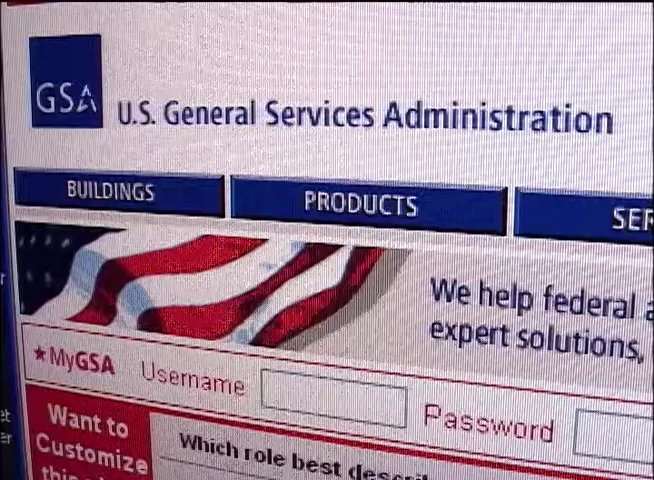 GSA
U.S. General Services Administration
BUILDINGS PRODUCTS
We help federal
expert solutions,
★MyGSA Username Password
Want to
Customize
Which role best